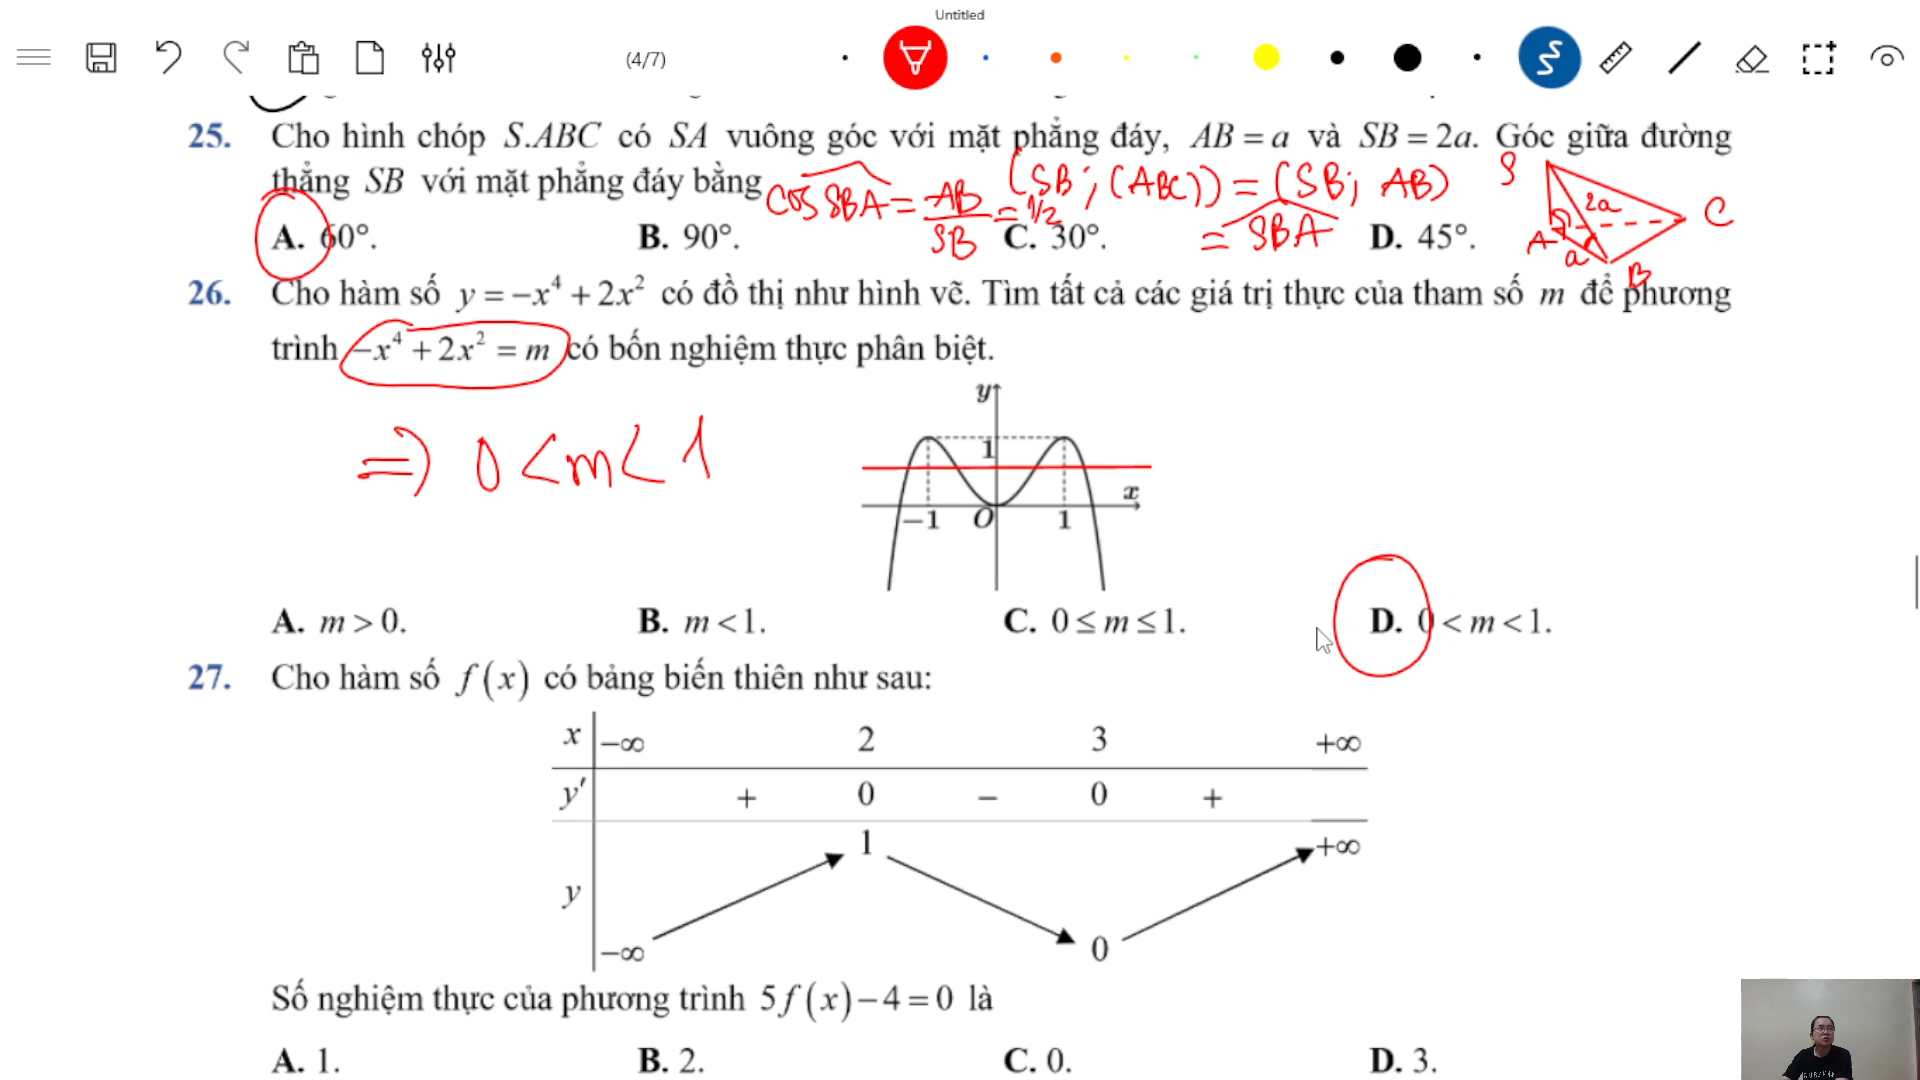 Untitled
(4/7)
25. Cho hình chóp S.ABC có SA vuông góc với mặt phẳng đáy, AB = a và SB = 2a. Góc giữa đường
thẳng SB với mặt phẳng đáy bằng
cos SBA = AB/SB = 1/2
(SB; (ABC)) = (SB; AB)
= SBA
S
2a
C
A
a
B
A. 60°. B. 90°. C. 30°. D. 45°.
26. Cho hàm số y = −x⁴ + 2x² có đồ thị như hình vẽ. Tìm tất cả các giá trị thực của tham số m để phương
trình −x⁴ + 2x² = m có bốn nghiệm thực phân biệt.
=> 0 < m < 1
y
1
x
−1 O 1
A. m > 0. B. m < 1. C. 0 ≤ m ≤ 1. D. 0 < m < 1.
27. Cho hàm số f(x) có bảng biến thiên như sau:
x −∞ 2 3 +∞
y′ + 0 − 0 +
1 +∞
y
−∞ 0
Số nghiệm thực của phương trình 5f(x) − 4 = 0 là
A. 1. B. 2. C. 0. D. 3.